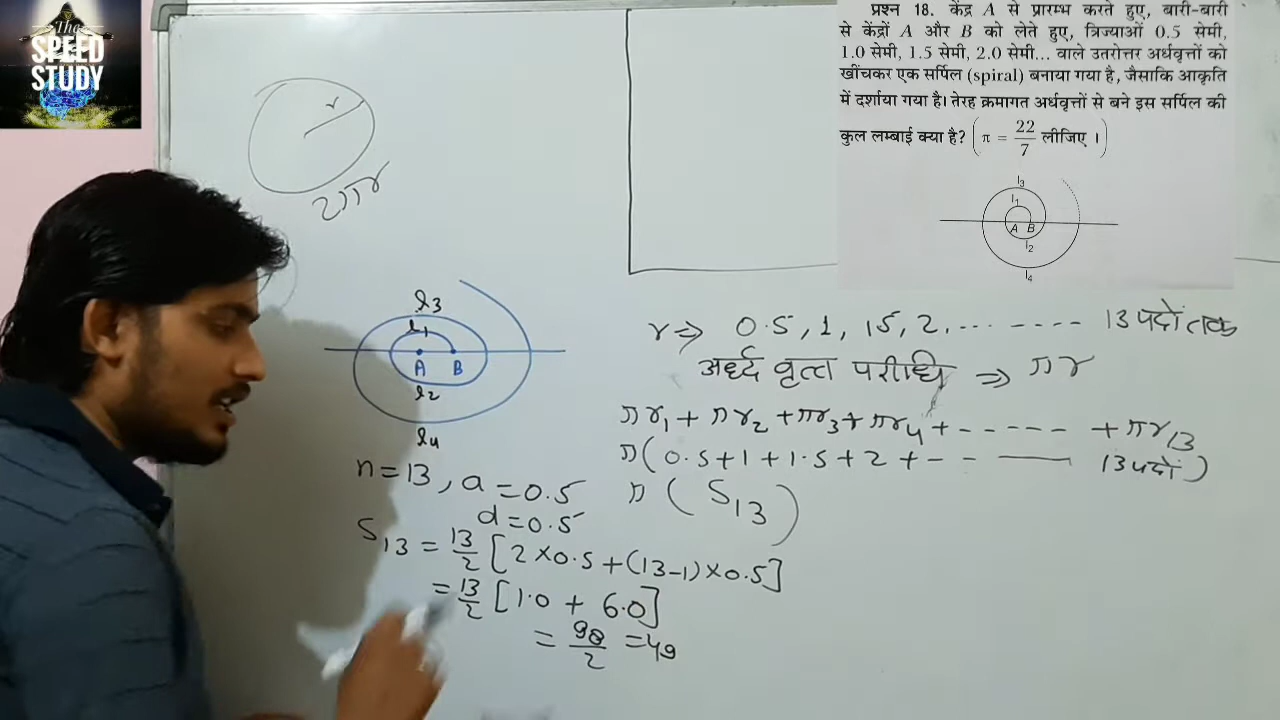 The
SPEED
STUDY
प्रश्न 18. केंद्र A से प्रारम्भ करते हुए, बारी-बारी
से केंद्रों A और B को लेते हुए, त्रिज्याओं 0.5 सेमी,
1.0 सेमी, 1.5 सेमी, 2.0 सेमी... वाले उतरोत्तर अर्धवृत्तों को
खींचकर एक सर्पिल (spiral) बनाया गया है, जैसाकि आकृति
में दर्शाया गया है। तेरह क्रमागत अर्धवृत्तों से बने इस सर्पिल की
कुल लम्बाई क्या है? (π = 22/7 लीजिए ।)
l₃
l₁
A B
l₂
l₄
r
2πr
l₃
l₁
A B
l₂
l₄
r ⇒ 0.5, 1, 15, 2, ... ---- 13 पदों तक
अर्ध्द वृत्त परीधि ⇒ πr
πr₁ + πr₂ + πr₃ + πr₄ + ----- + πr₁₃
π(0.5+1+1.5+2+-- — 13 पदों)
π (S₁₃)
n=13, a=0.5
d=0.5
S₁₃ = 13/2 [2×0.5+(13-1)×0.5]
= 13/2 [1.0 + 6.0]
= 98/2 = 49